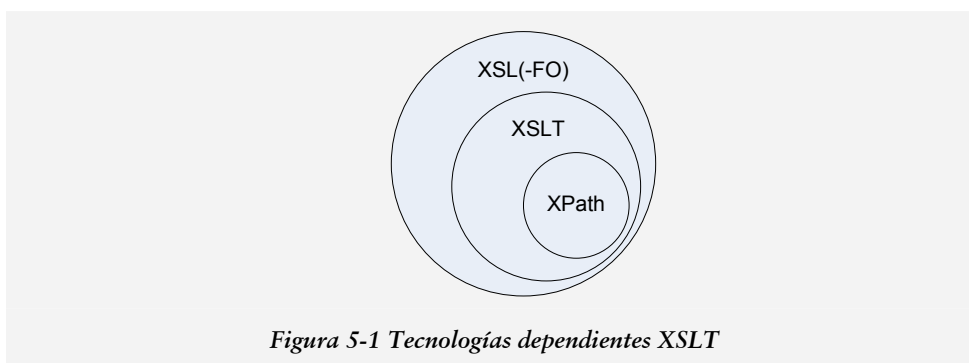 XSL(-FO)
XSLT
XPath
Figura 5-1 Tecnologías dependientes XSLT